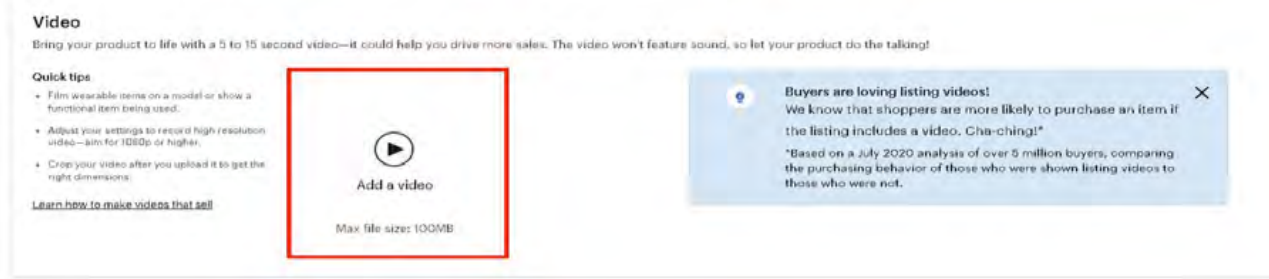 Video
Bring your product to life with a 5 to 15 second video—it could help you drive more sales. The video won't feature sound, so let your product do the talking!
Quick tips
• Film wearable items on a model or show a
functional item being used.
• Adjust your settings to record high resolution
video—aim for 1080p or higher.
• Crop your video after you upload it to get the
right dimensions.
Learn how to make videos that sell
Add a video
Max file size: 100MB
Buyers are loving listing videos!
We know that shoppers are more likely to purchase an item if
the listing includes a video. Cha-ching!*
*Based on a July 2020 analysis of over 5 million buyers, comparing
the purchasing behavior of those who were shown listing videos to
those who were not.